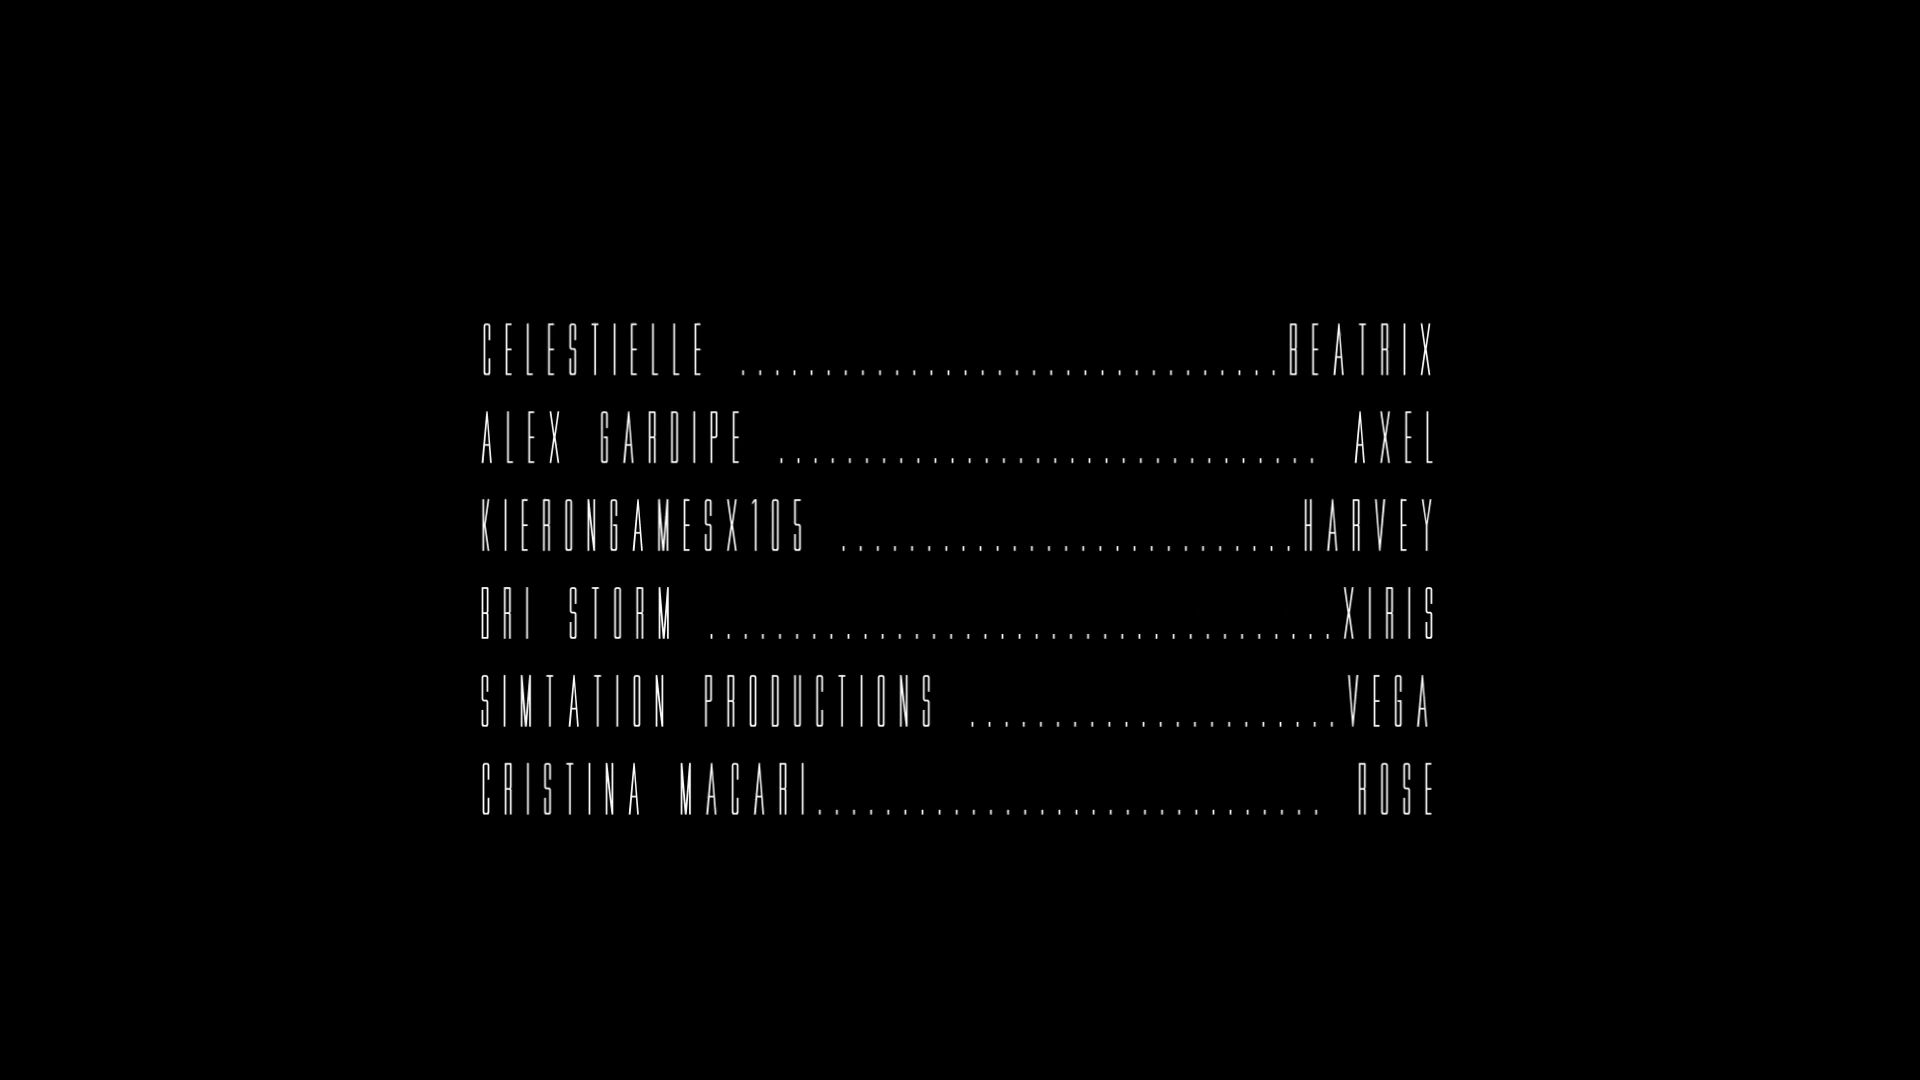 CELESTIELLE ................................BEATRIX
ALEX GARDIPE ................................ AXEL
KIERONGAMESX105 ...........................HARVEY
BRI STORM .....................................XIRIS
SIMTATION PRODUCTIONS ......................VEGA
CRISTINA MACARI.............................. ROSE